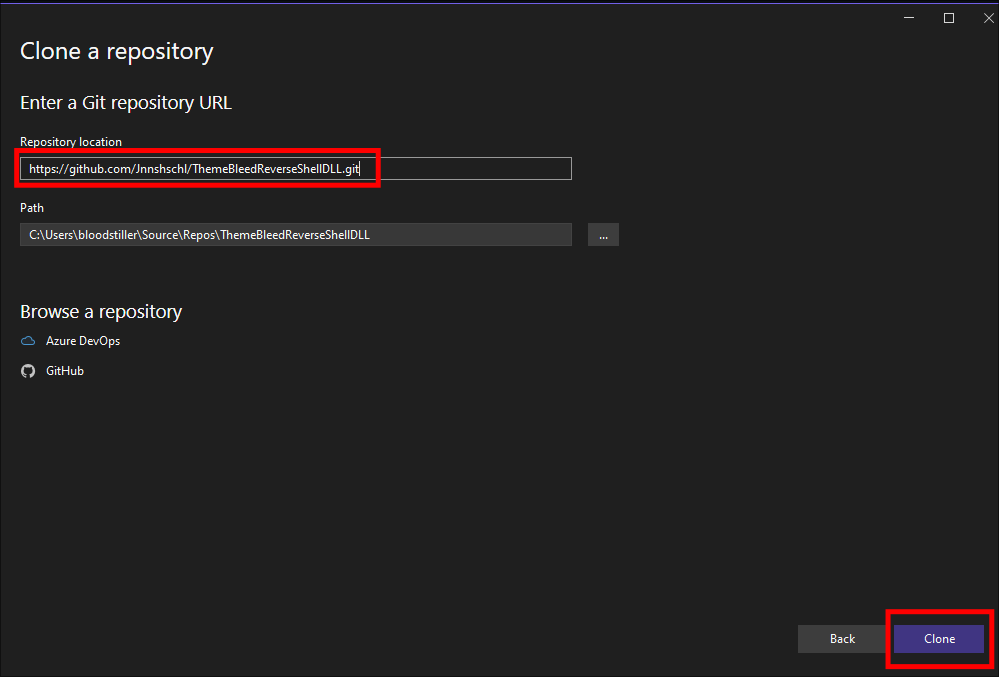 Clone a repository
Enter a Git repository URL
Repository location
https://github.com/Jnnshschl/ThemeBleedReverseShellDLL.git
Path
C:\Users\bloodstiller\Source\Repos\ThemeBleedReverseShellDLL
...
Browse a repository
Azure DevOps
GitHub
Back
Clone